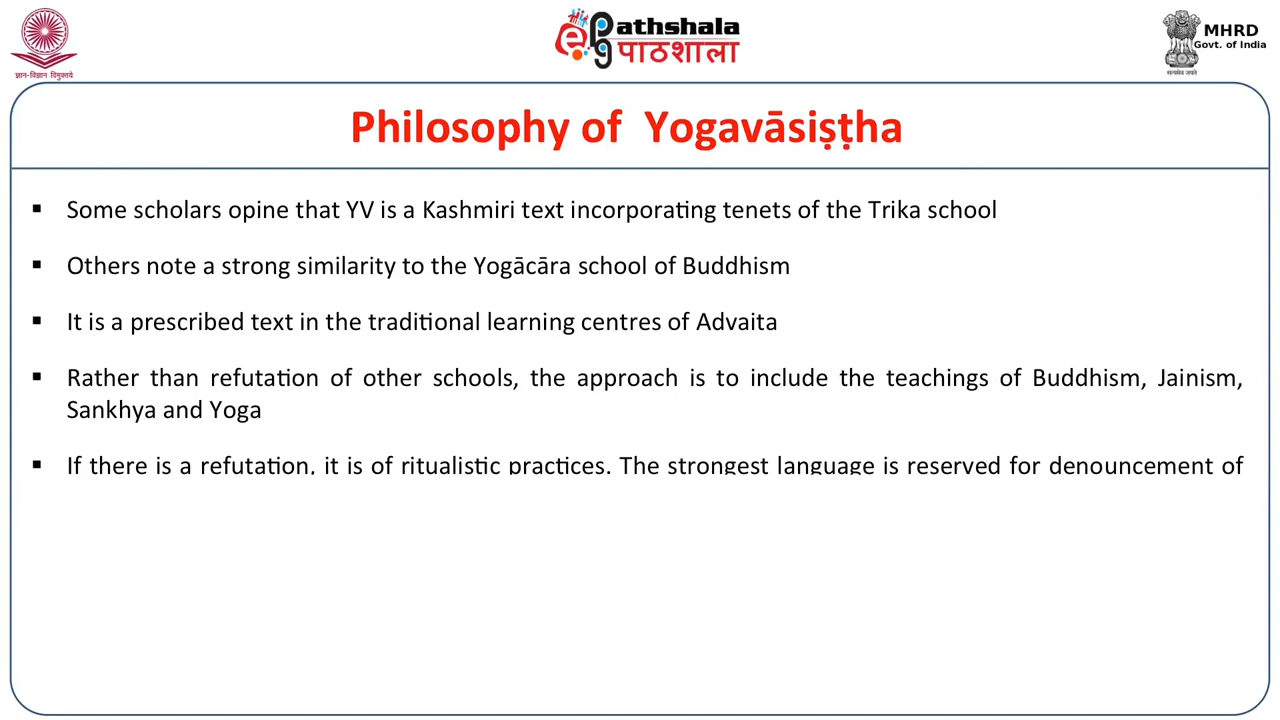 ज्ञान-विज्ञान विमुक्तये
ePg Pathshala
पाठशाला
सत्यमेव जयते
MHRD
Govt. of India
Philosophy of Yogavāsiṣṭha
▪ Some scholars opine that YV is a Kashmiri text incorporating tenets of the Trika school
▪ Others note a strong similarity to the Yogācāra school of Buddhism
▪ It is a prescribed text in the traditional learning centres of Advaita
▪ Rather than refutation of other schools, the approach is to include the teachings of Buddhism, Jainism,
Sankhya and Yoga
▪ If there is a refutation, it is of ritualistic practices. The strongest language is reserved for denouncement of